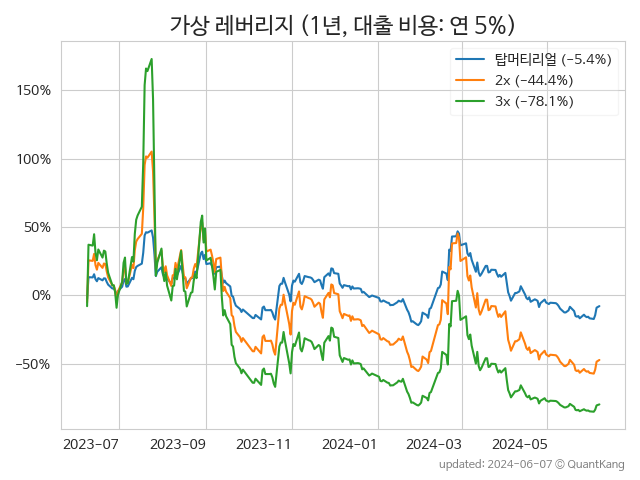 가상 레버리지 (1년, 대출 비용: 연 5%)
탑머티리얼 (−5.4%)
2x (−44.4%)
3x (−78.1%)
150%
100%
50%
0%
−50%
2023-07 2023-09 2023-11 2024-01 2024-03 2024-05
updated: 2024-06-07 © QuantKang